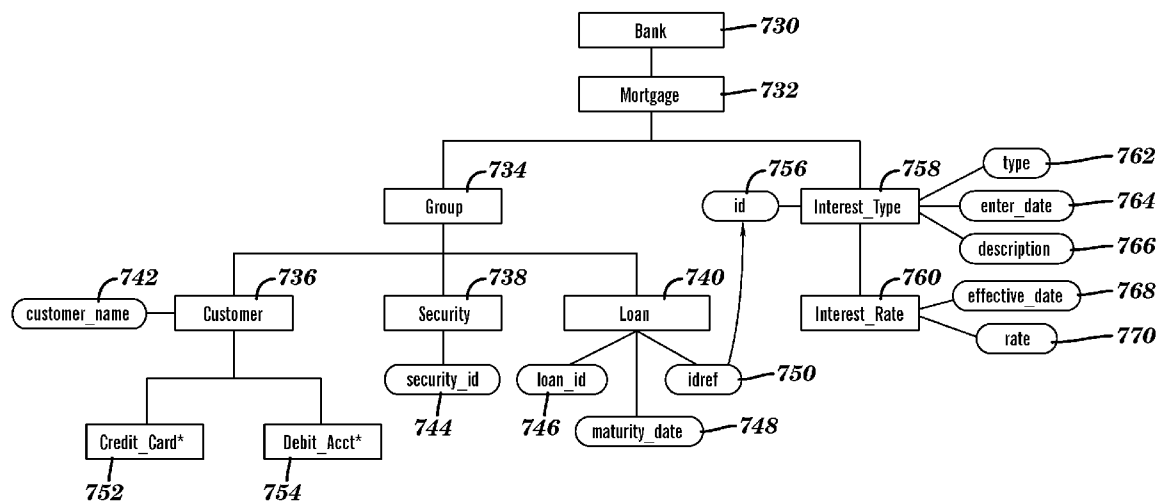 Bank 730
Mortgage 732
734 756 758 762
type
Group id Interest_Type enter_date 764
description 766
742 736 738 740 760
effective_date 768
customer_name Customer Security Loan Interest_Rate
rate 770
security_id loan_id idref 750
744 746 maturity_date 748
Credit_Card* Debit_Acct*
752 754